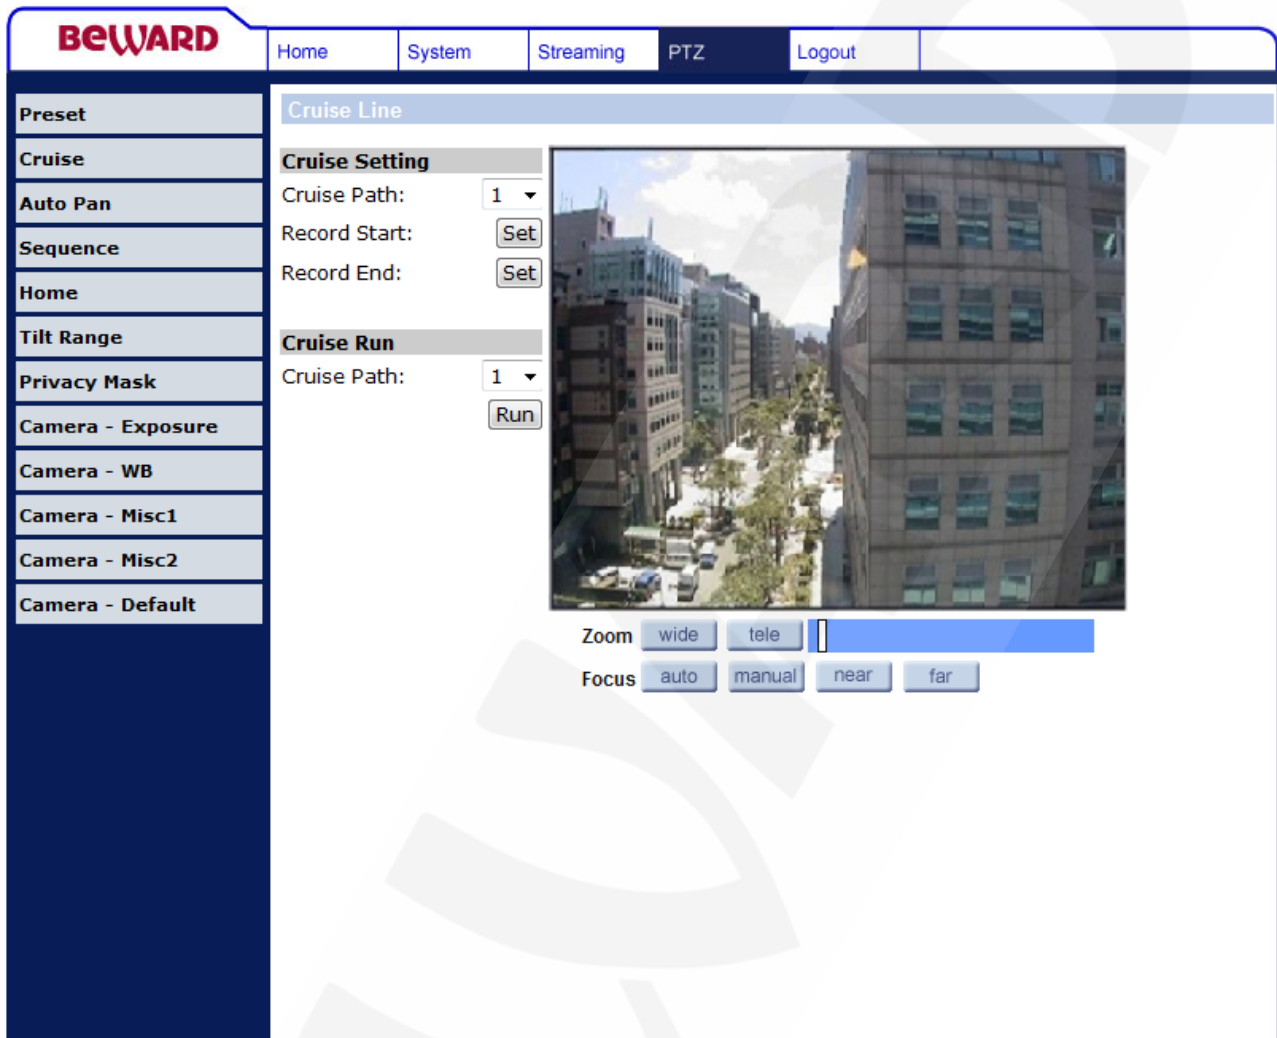 BEWARD
Home System Streaming PTZ Logout
Preset
Cruise
Auto Pan
Sequence
Home
Tilt Range
Privacy Mask
Camera - Exposure
Camera - WB
Camera - Misc1
Camera - Misc2
Camera - Default
Cruise Line
Cruise Setting
Cruise Path: 1
Record Start: Set
Record End: Set
Cruise Run
Cruise Path: 1
Run
Zoom wide tele
Focus auto manual near far